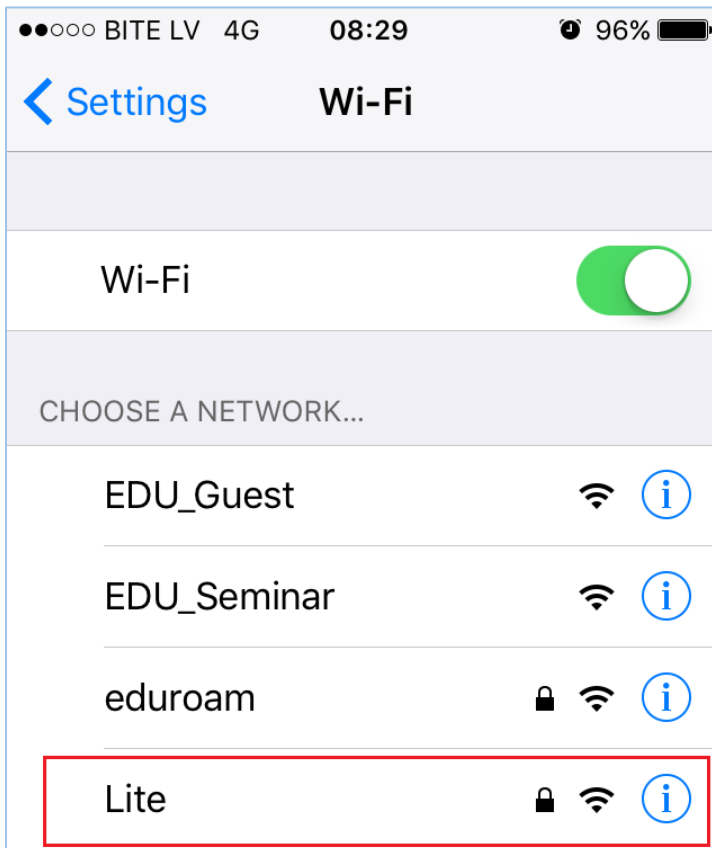 BITE LV 4G 08:29 96%
Settings Wi-Fi
Wi-Fi
CHOOSE A NETWORK...
EDU_Guest
EDU_Seminar
eduroam
Lite